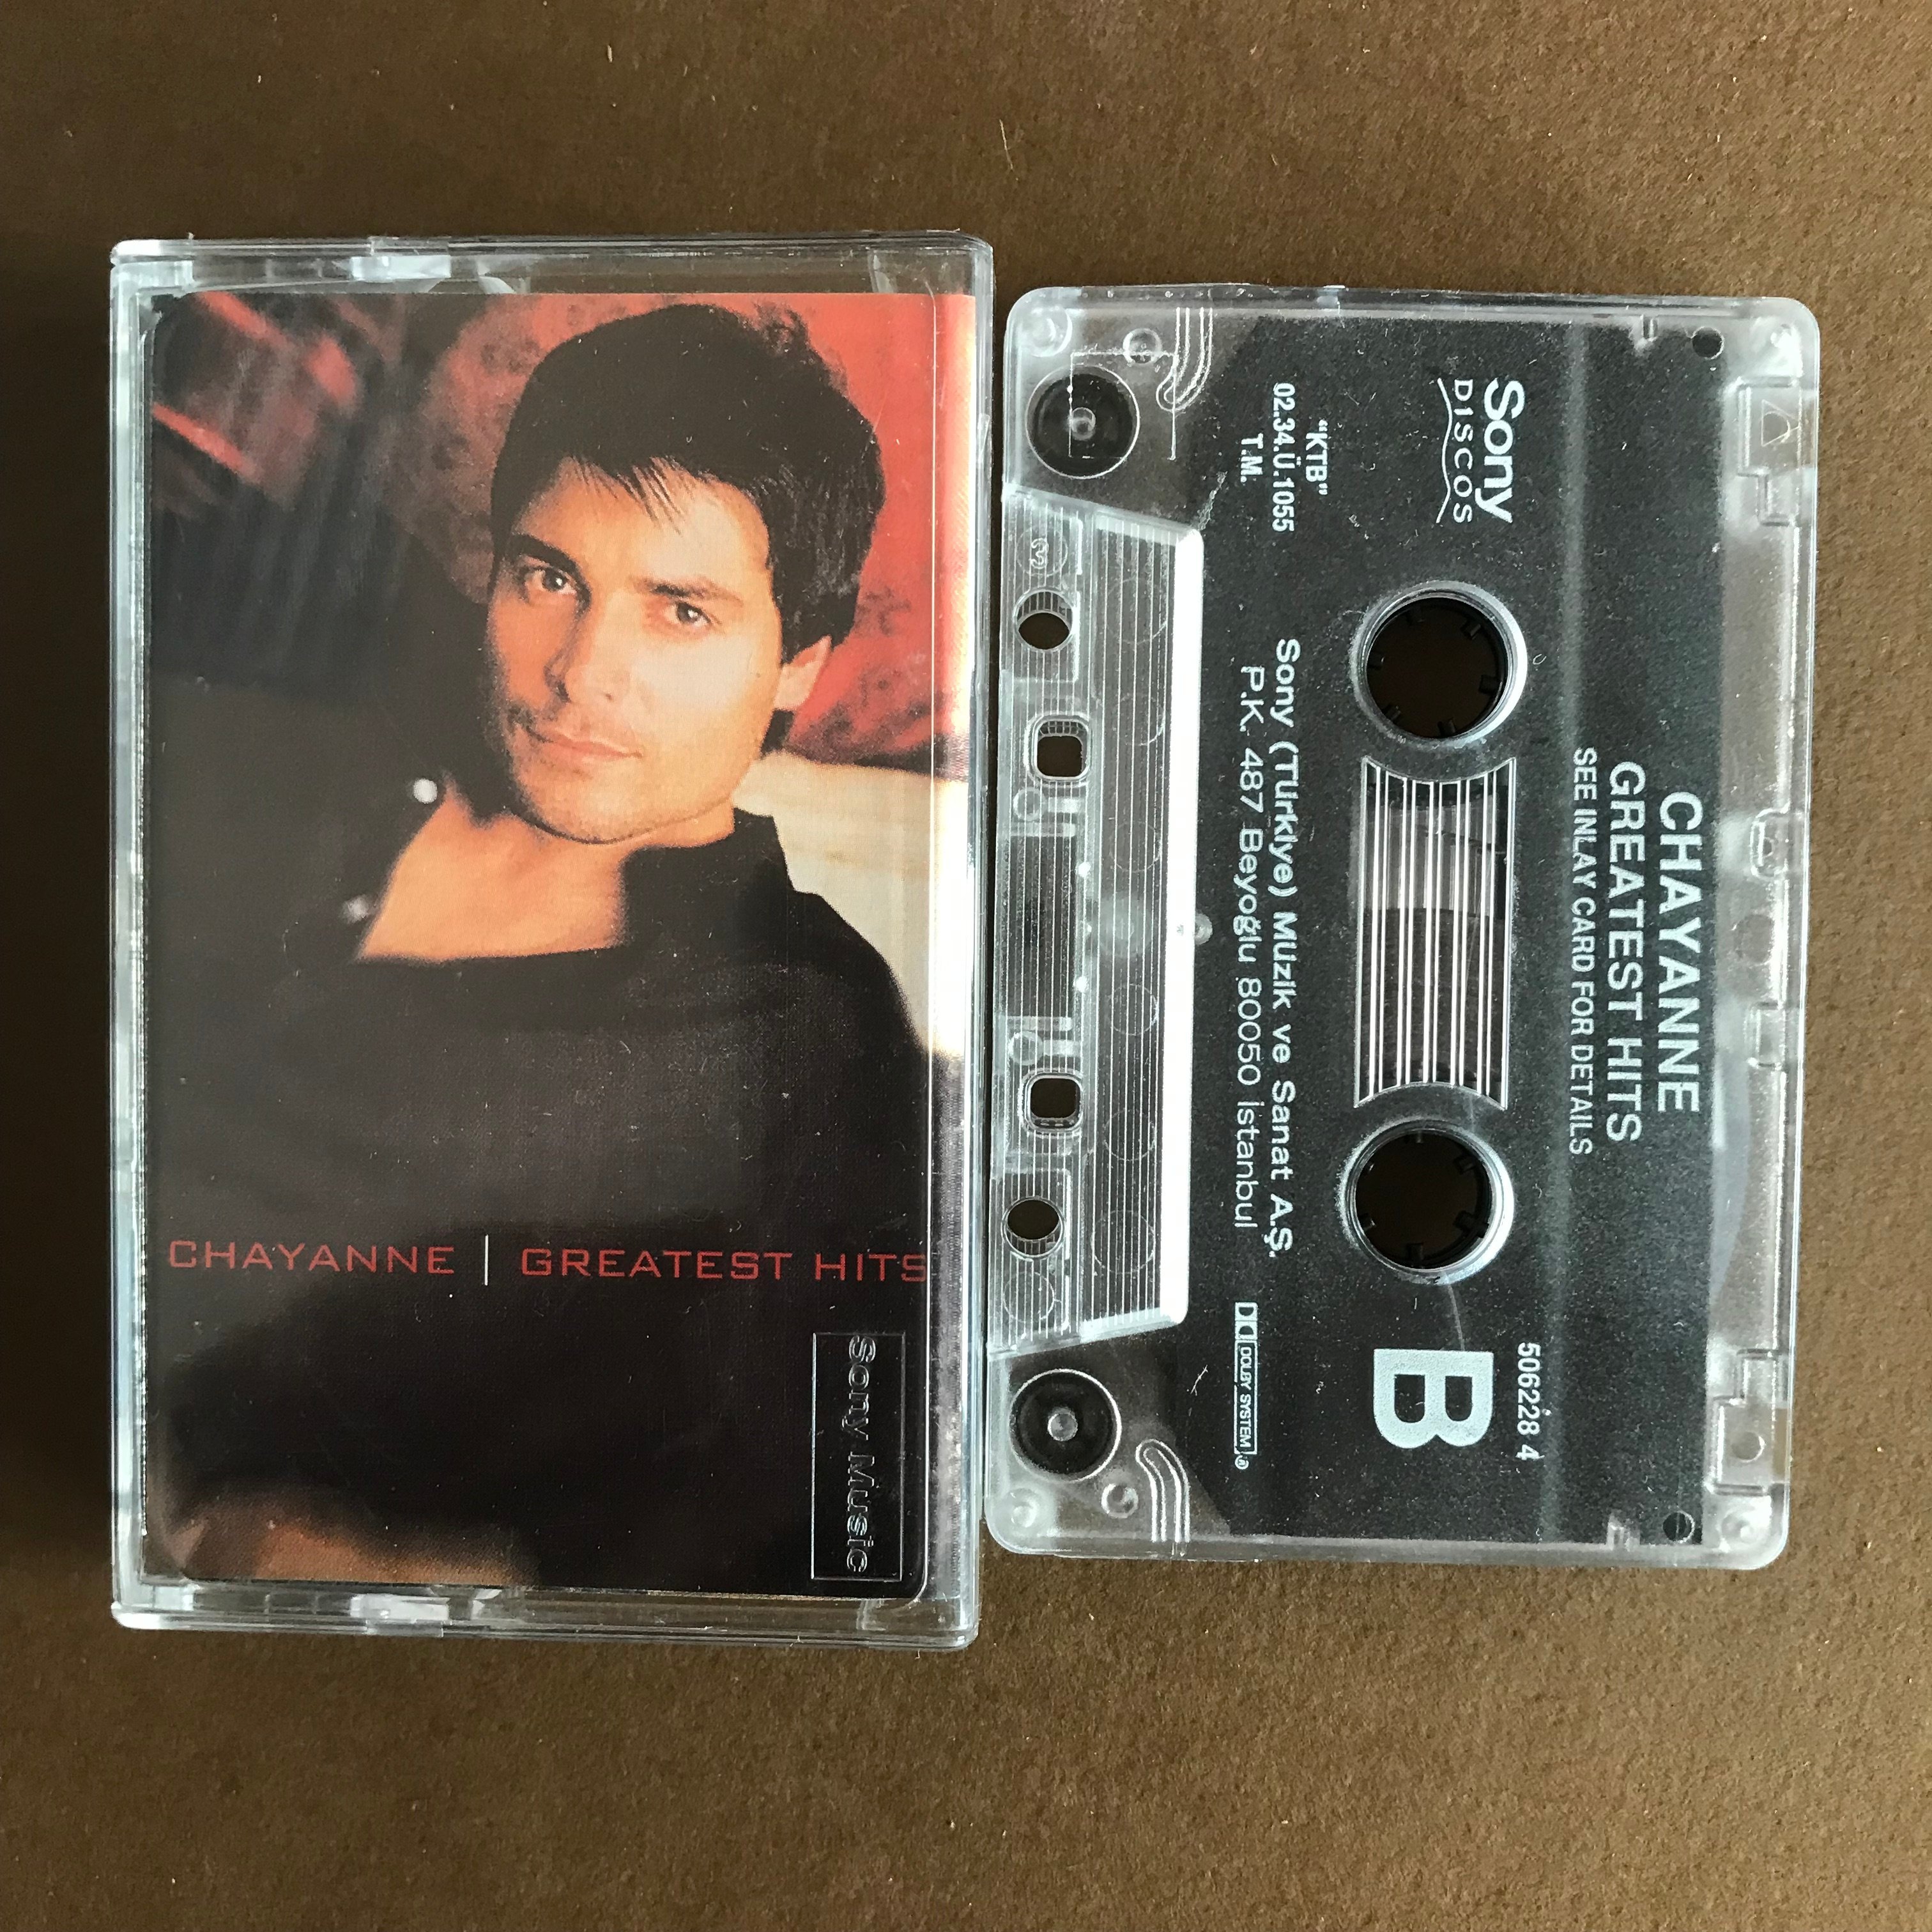 CHAYANNE | GREATEST HITS
Sony Music
CHAYANNE
GREATEST HITS
SEE INLAY CARD FOR DETAILS
Sony
DISCOS
506228 4
B
"KTB"
02.34.Ü.1055
T.M.
Sony (Türkiye) Müzik ve Sanat A.Ş.
P.K. 487 Beyoğlu 80050 İstanbul
DOLBY SYSTEM®